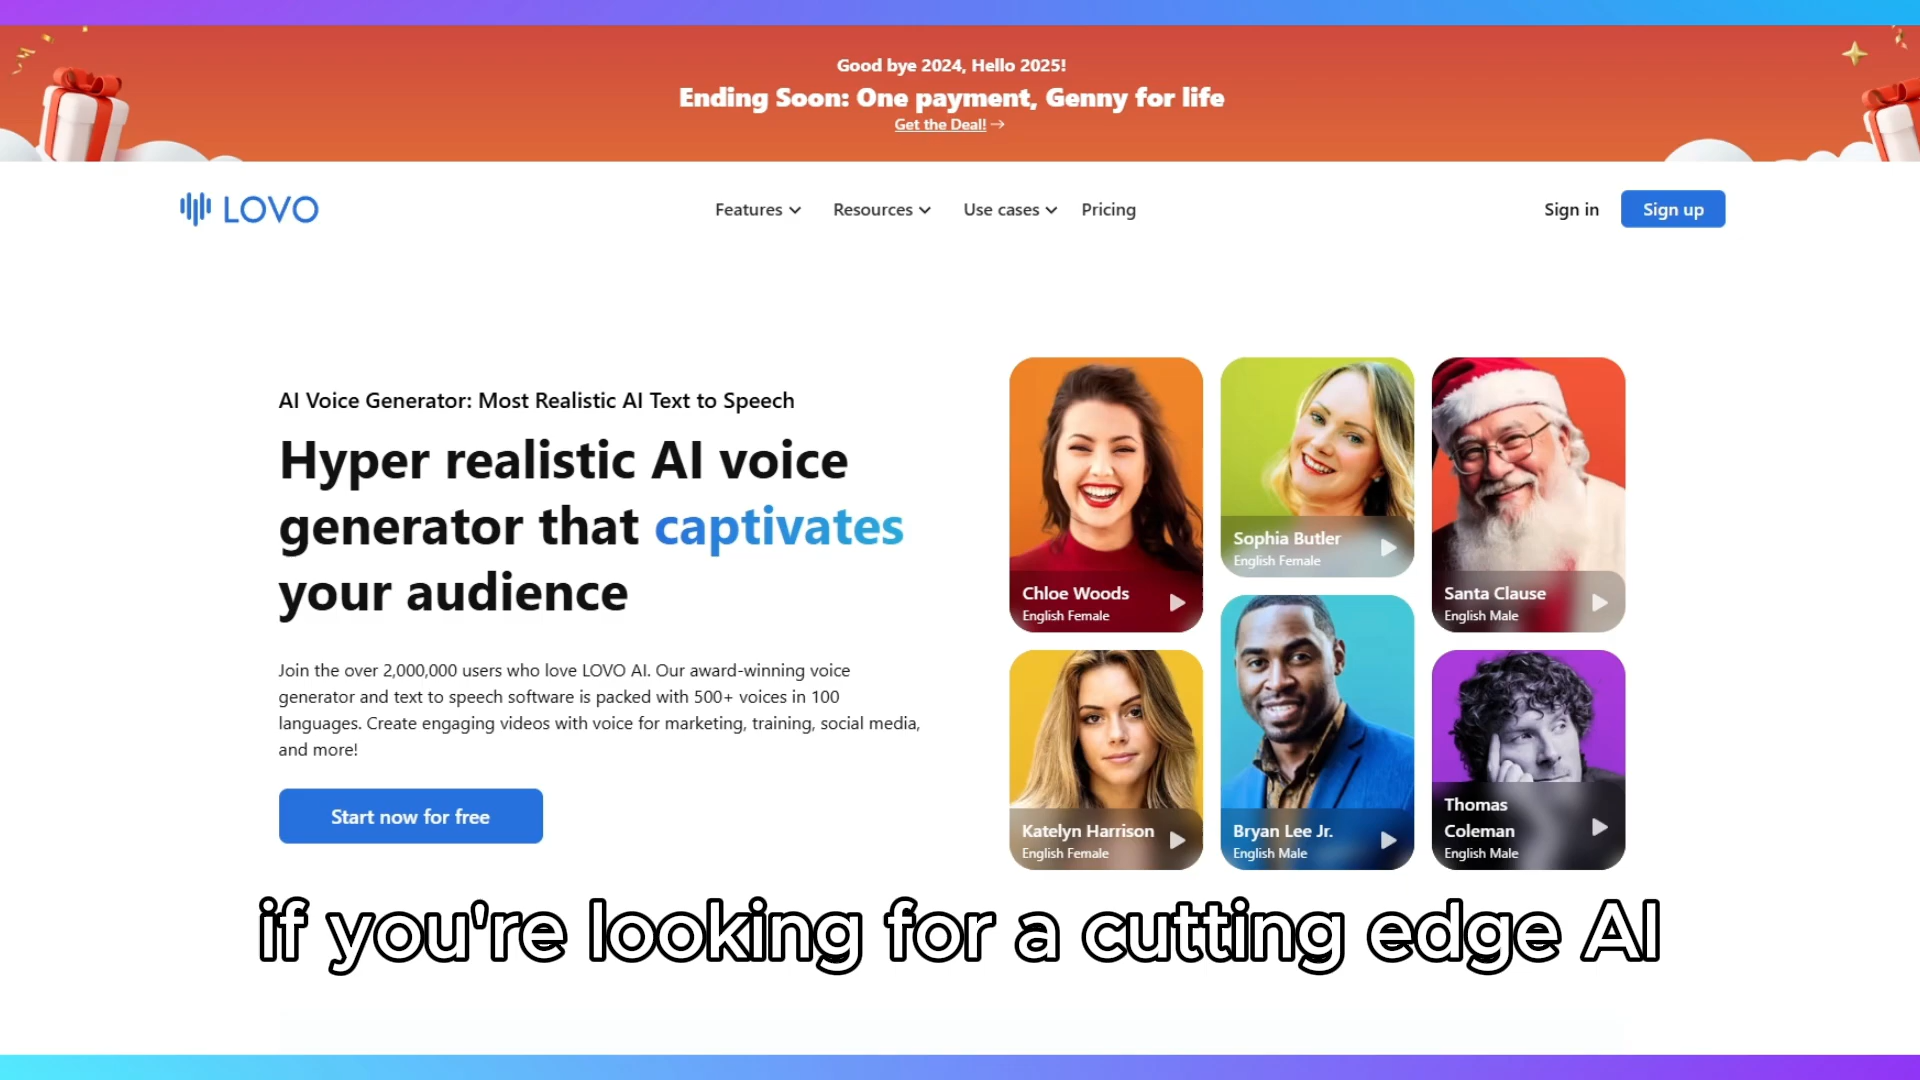 Good bye 2024, Hello 2025!
Ending Soon: One payment, Genny for life
Get the Deal! →
LOVO
Features
Resources
Use cases
Pricing
Sign in
Sign up
AI Voice Generator: Most Realistic AI Text to Speech
Hyper realistic AI voice
generator that captivates
your audience
Join the over 2,000,000 users who love LOVO AI. Our award-winning voice
generator and text to speech software is packed with 500+ voices in 100
languages. Create engaging videos with voice for marketing, training, social media,
and more!
Start now for free
Chloe Woods
English Female
Sophia Butler
English Female
Santa Clause
English Male
Katelyn Harrison
English Female
Bryan Lee Jr.
English Male
Thomas
Coleman
English Male
if you're looking for a cutting edge AI